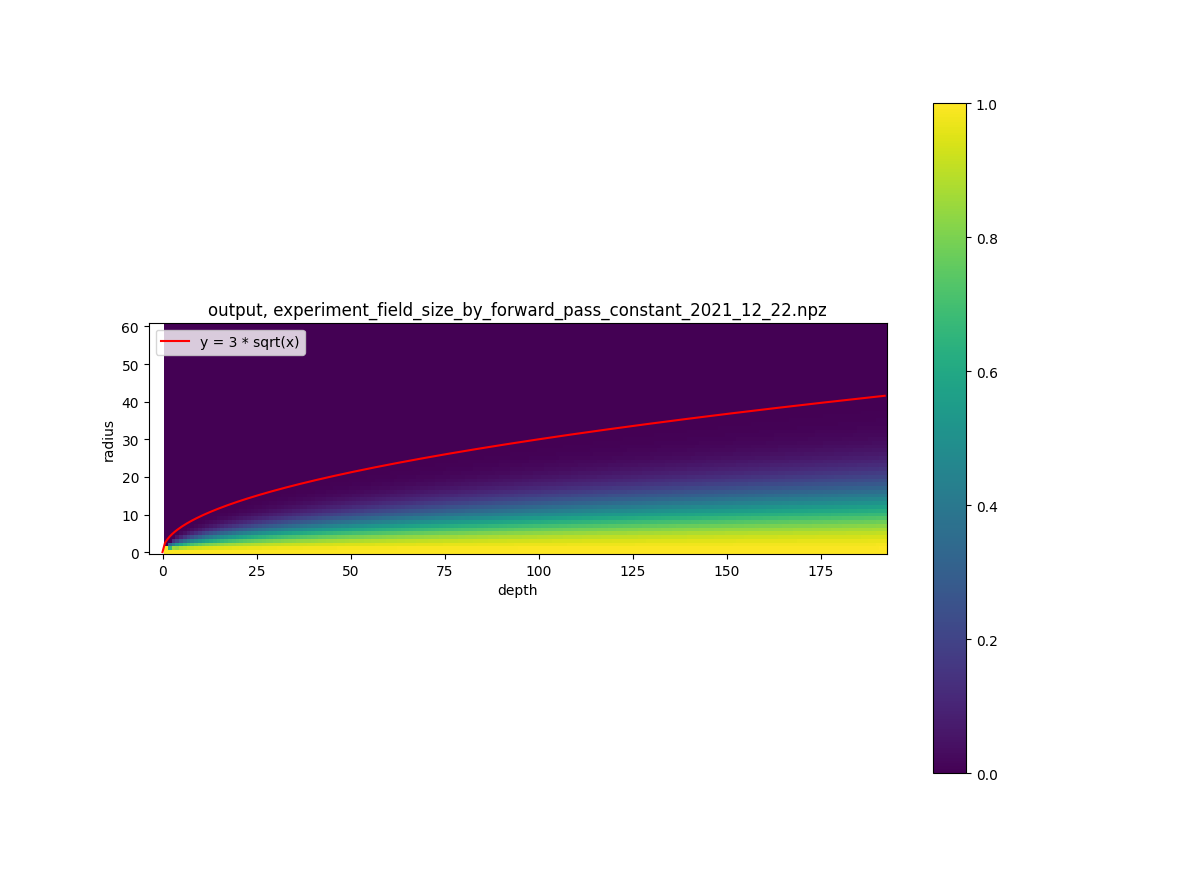 output, experiment_field_size_by_forward_pass_constant_2021_12_22.npz
y = 3 * sqrt(x)
radius
60
50
40
30
20
10
0
0 25 50 75 100 125 150 175
depth
1.0
0.8
0.6
0.4
0.2
0.0